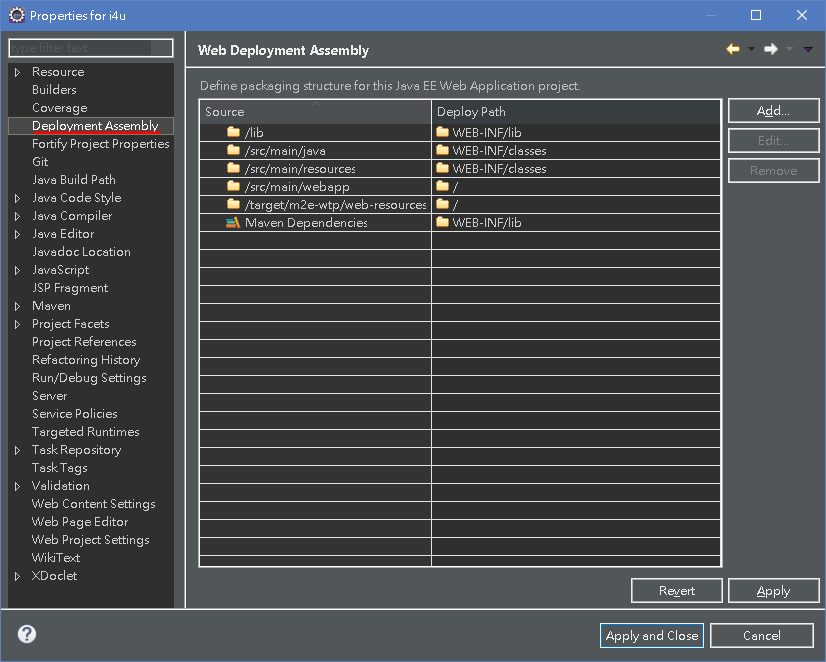 Properties for i4u
type filter text
Resource
Builders
Coverage
Deployment Assembly
Fortify Project Properties
Git
Java Build Path
Java Code Style
Java Compiler
Java Editor
Javadoc Location
JavaScript
JSP Fragment
Maven
Project Facets
Project References
Refactoring History
Run/Debug Settings
Server
Service Policies
Targeted Runtimes
Task Repository
Task Tags
Validation
Web Content Settings
Web Page Editor
Web Project Settings
WikiText
XDoclet
Web Deployment Assembly
Define packaging structure for this Java EE Web Application project.
Source Deploy Path
/lib WEB-INF/lib
/src/main/java WEB-INF/classes
/src/main/resources WEB-INF/classes
/src/main/webapp /
/target/m2e-wtp/web-resources /
Maven Dependencies WEB-INF/lib
Add...
Edit...
Remove
Revert Apply
? Apply and Close Cancel